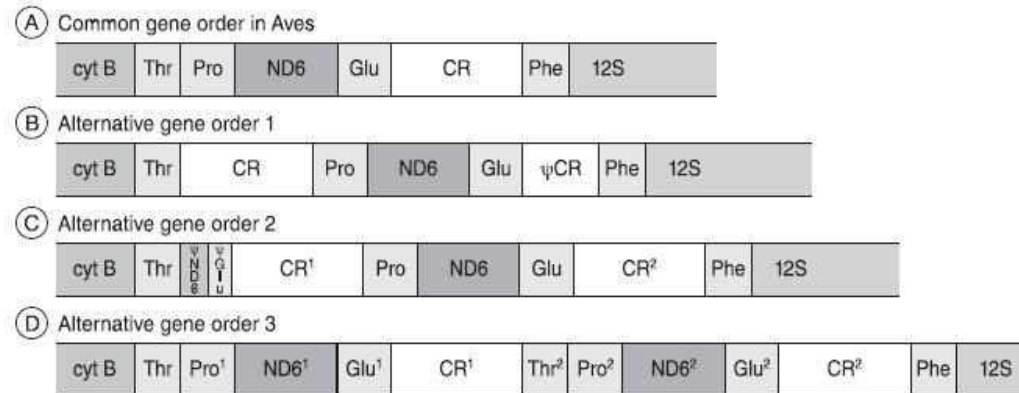 A Common gene order in Aves
cyt B Thr Pro ND6 Glu CR Phe 12S
B Alternative gene order 1
cyt B Thr CR Pro ND6 Glu ψCR Phe 12S
C Alternative gene order 2
cyt B Thr ψND6 ψGlu CR¹ Pro ND6 Glu CR² Phe 12S
D Alternative gene order 3
cyt B Thr Pro¹ ND6¹ Glu¹ CR¹ Thr² Pro² ND6² Glu² CR² Phe 12S